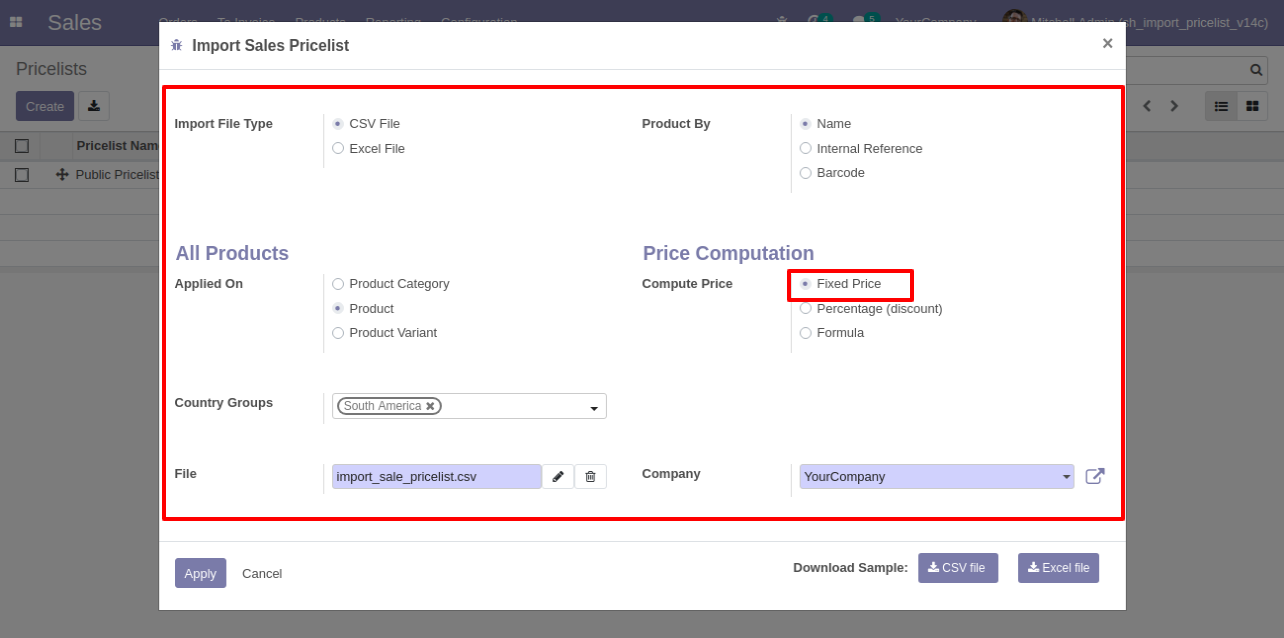 Sales Orders To Invoice Products Reporting Configuration 4 5 YourCompany Mitchell Admin (sh_import_pricelist_v14c)
Import Sales Pricelist ×
Pricelists
Create
Pricelist Nam
Public Pricelist
Import File Type
CSV File
Excel File
Product By
Name
Internal Reference
Barcode
All Products
Applied On
Product Category
Product
Product Variant
Price Computation
Compute Price
Fixed Price
Percentage (discount)
Formula
Country Groups
South America
File
import_sale_pricelist.csv
Company
YourCompany
Apply Cancel
Download Sample: CSV file Excel file